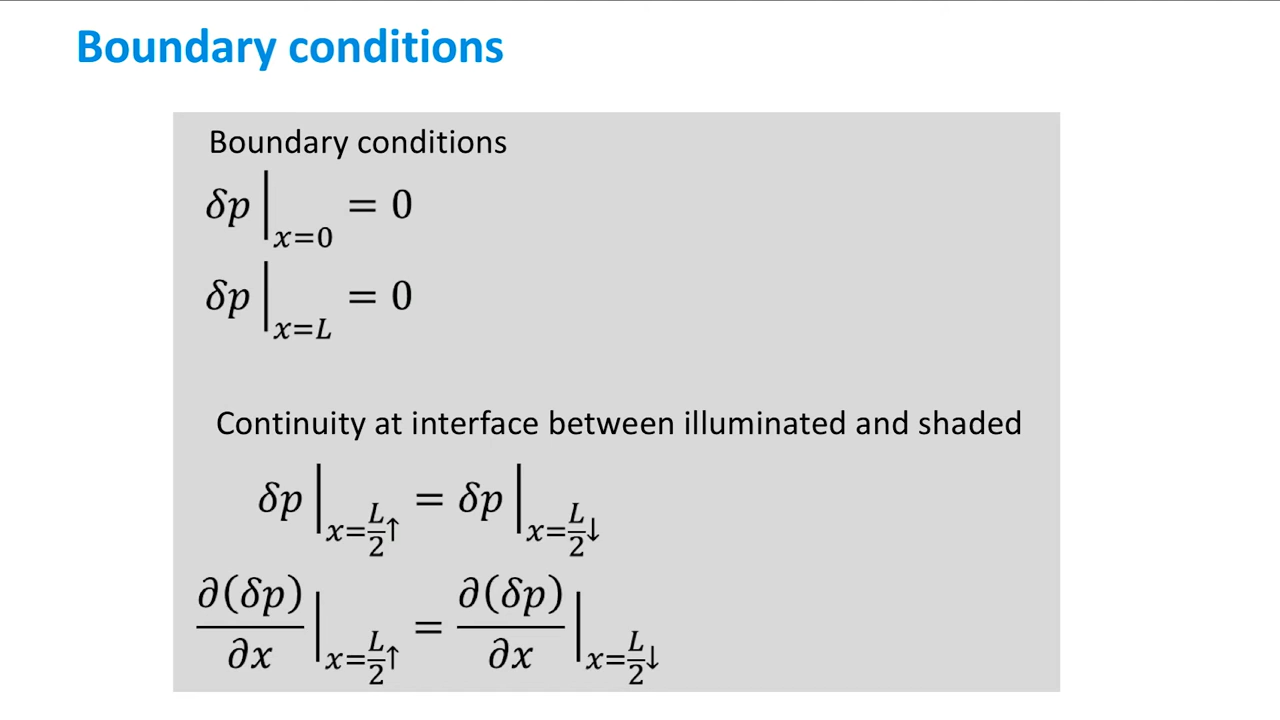 Boundary conditions
Boundary conditions
δp|ₓ₌₀ = 0
δp|ₓ₌L = 0
Continuity at interface between illuminated and shaded
δp|x=L/2↑ = δp|x=L/2↓
∂(δp)/∂x|x=L/2↑ = ∂(δp)/∂x|x=L/2↓